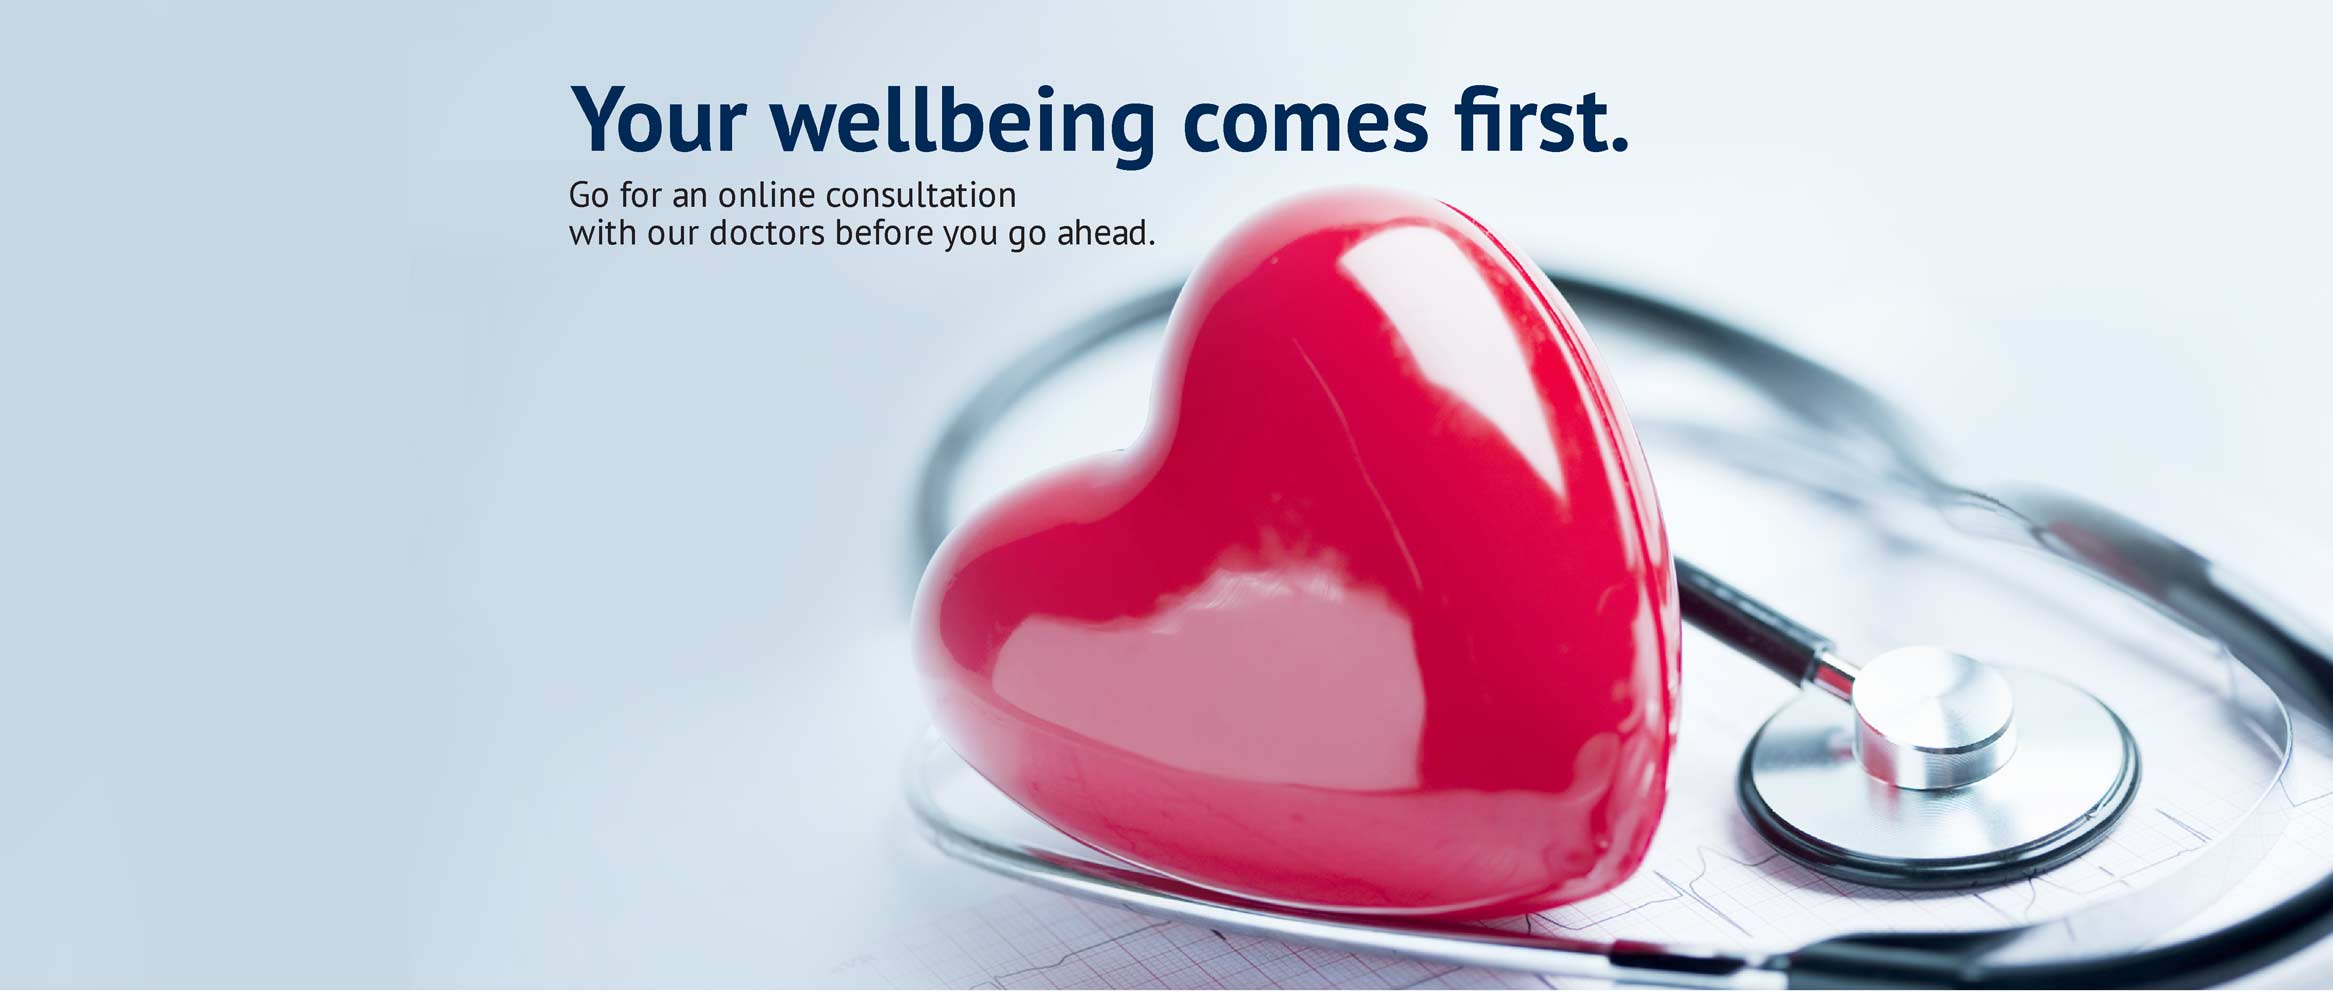 Your wellbeing comes first.
Go for an online consultation
with our doctors before you go ahead.